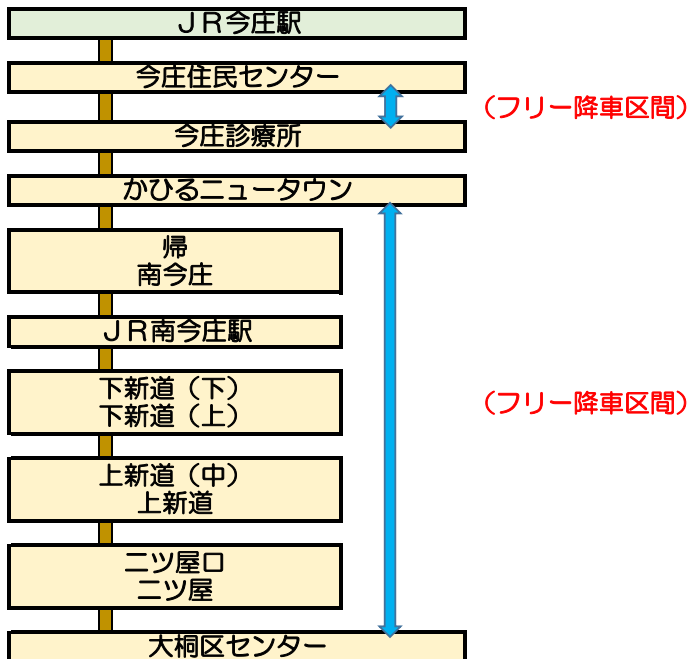 ＪＲ今庄駅
今庄住民センター
（フリー降車区間）
今庄診療所
かひるニュータウン
帰
南今庄
ＪＲ南今庄駅
下新道（下）
下新道（上）
（フリー降車区間）
上新道（中）
上新道
二ツ屋口
二ツ屋
大桐区センター